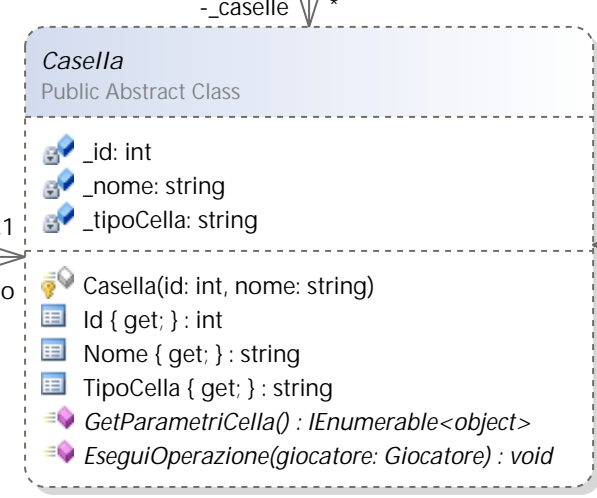 -_caselle *
Casella
Public Abstract Class
_id: int
_nome: string
_tipoCella: string
1
Casella(id: int, nome: string)
o
Id { get; } : int
Nome { get; } : string
TipoCella { get; } : string
GetParametriCella() : IEnumerable<object>
EseguiOperazione(giocatore: Giocatore) : void